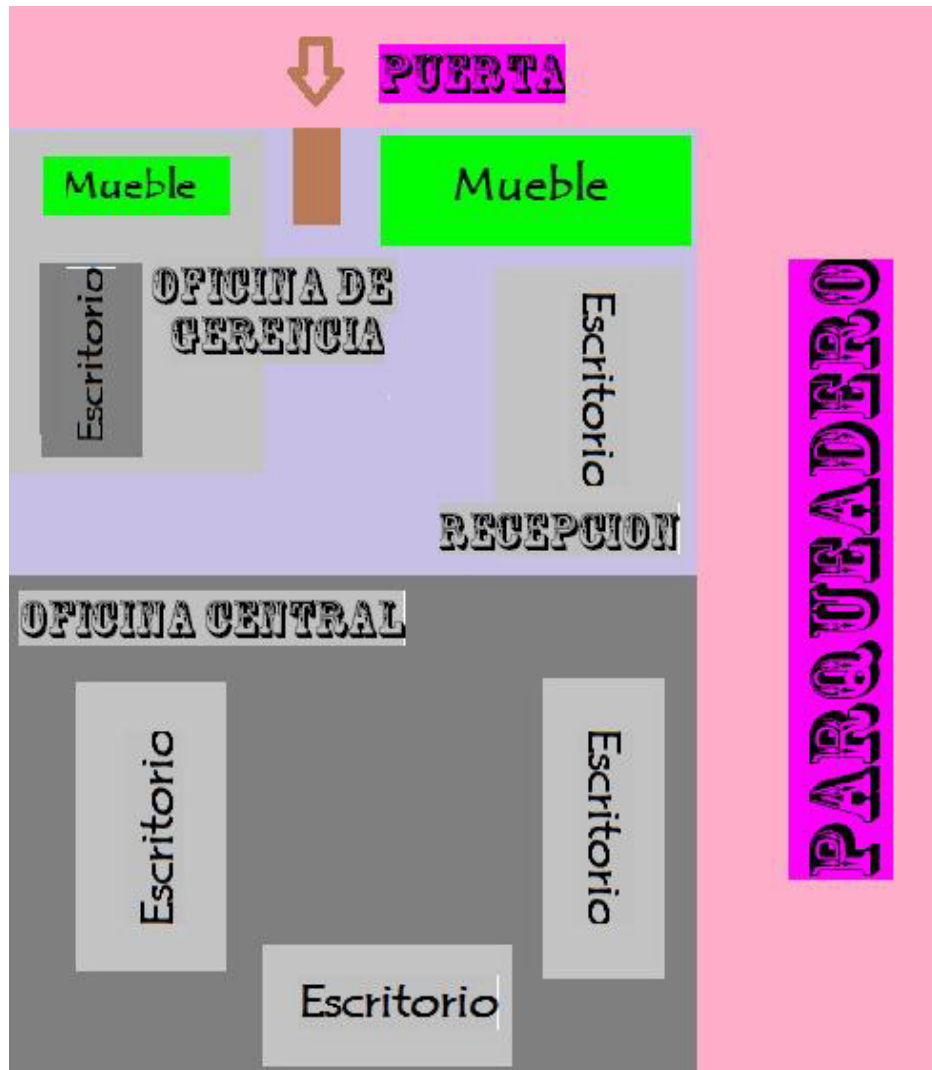 PUERTA
Mueble
Mueble
Escritorio
OFICINA DE
GERENCIA
Escritorio
RECEPCION
PARQUEADERO
OFICINA CENTRAL
Escritorio
Escritorio
Escritorio